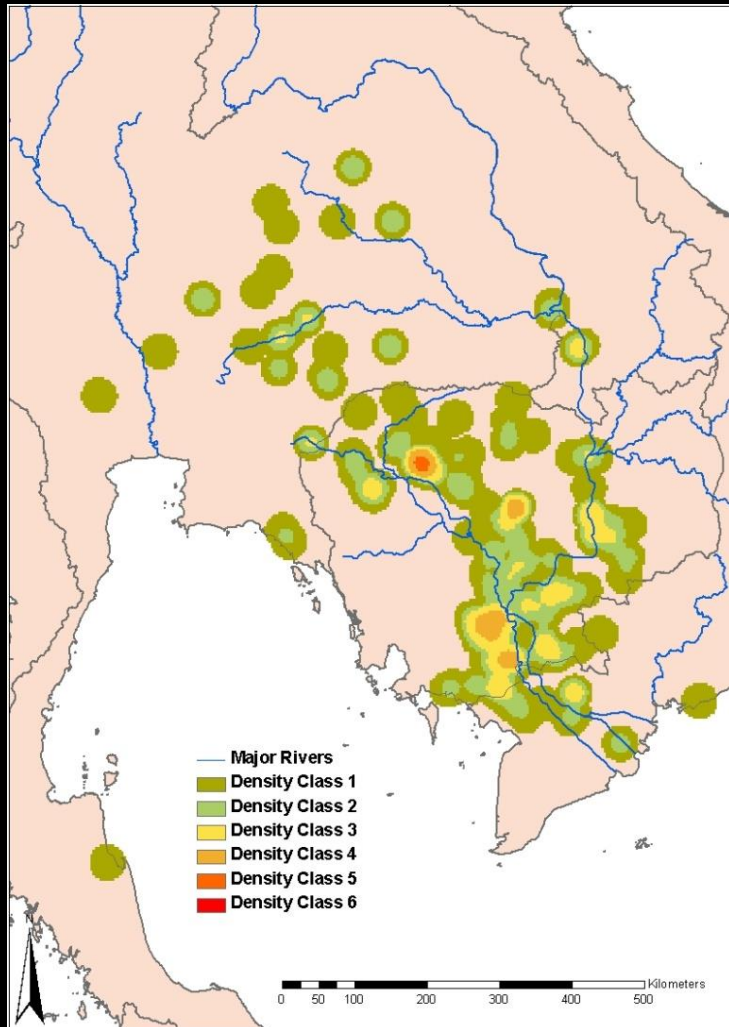 Major Rivers
Density Class 1
Density Class 2
Density Class 3
Density Class 4
Density Class 5
Density Class 6
Kilometers
0 50 100 200 300 400 500